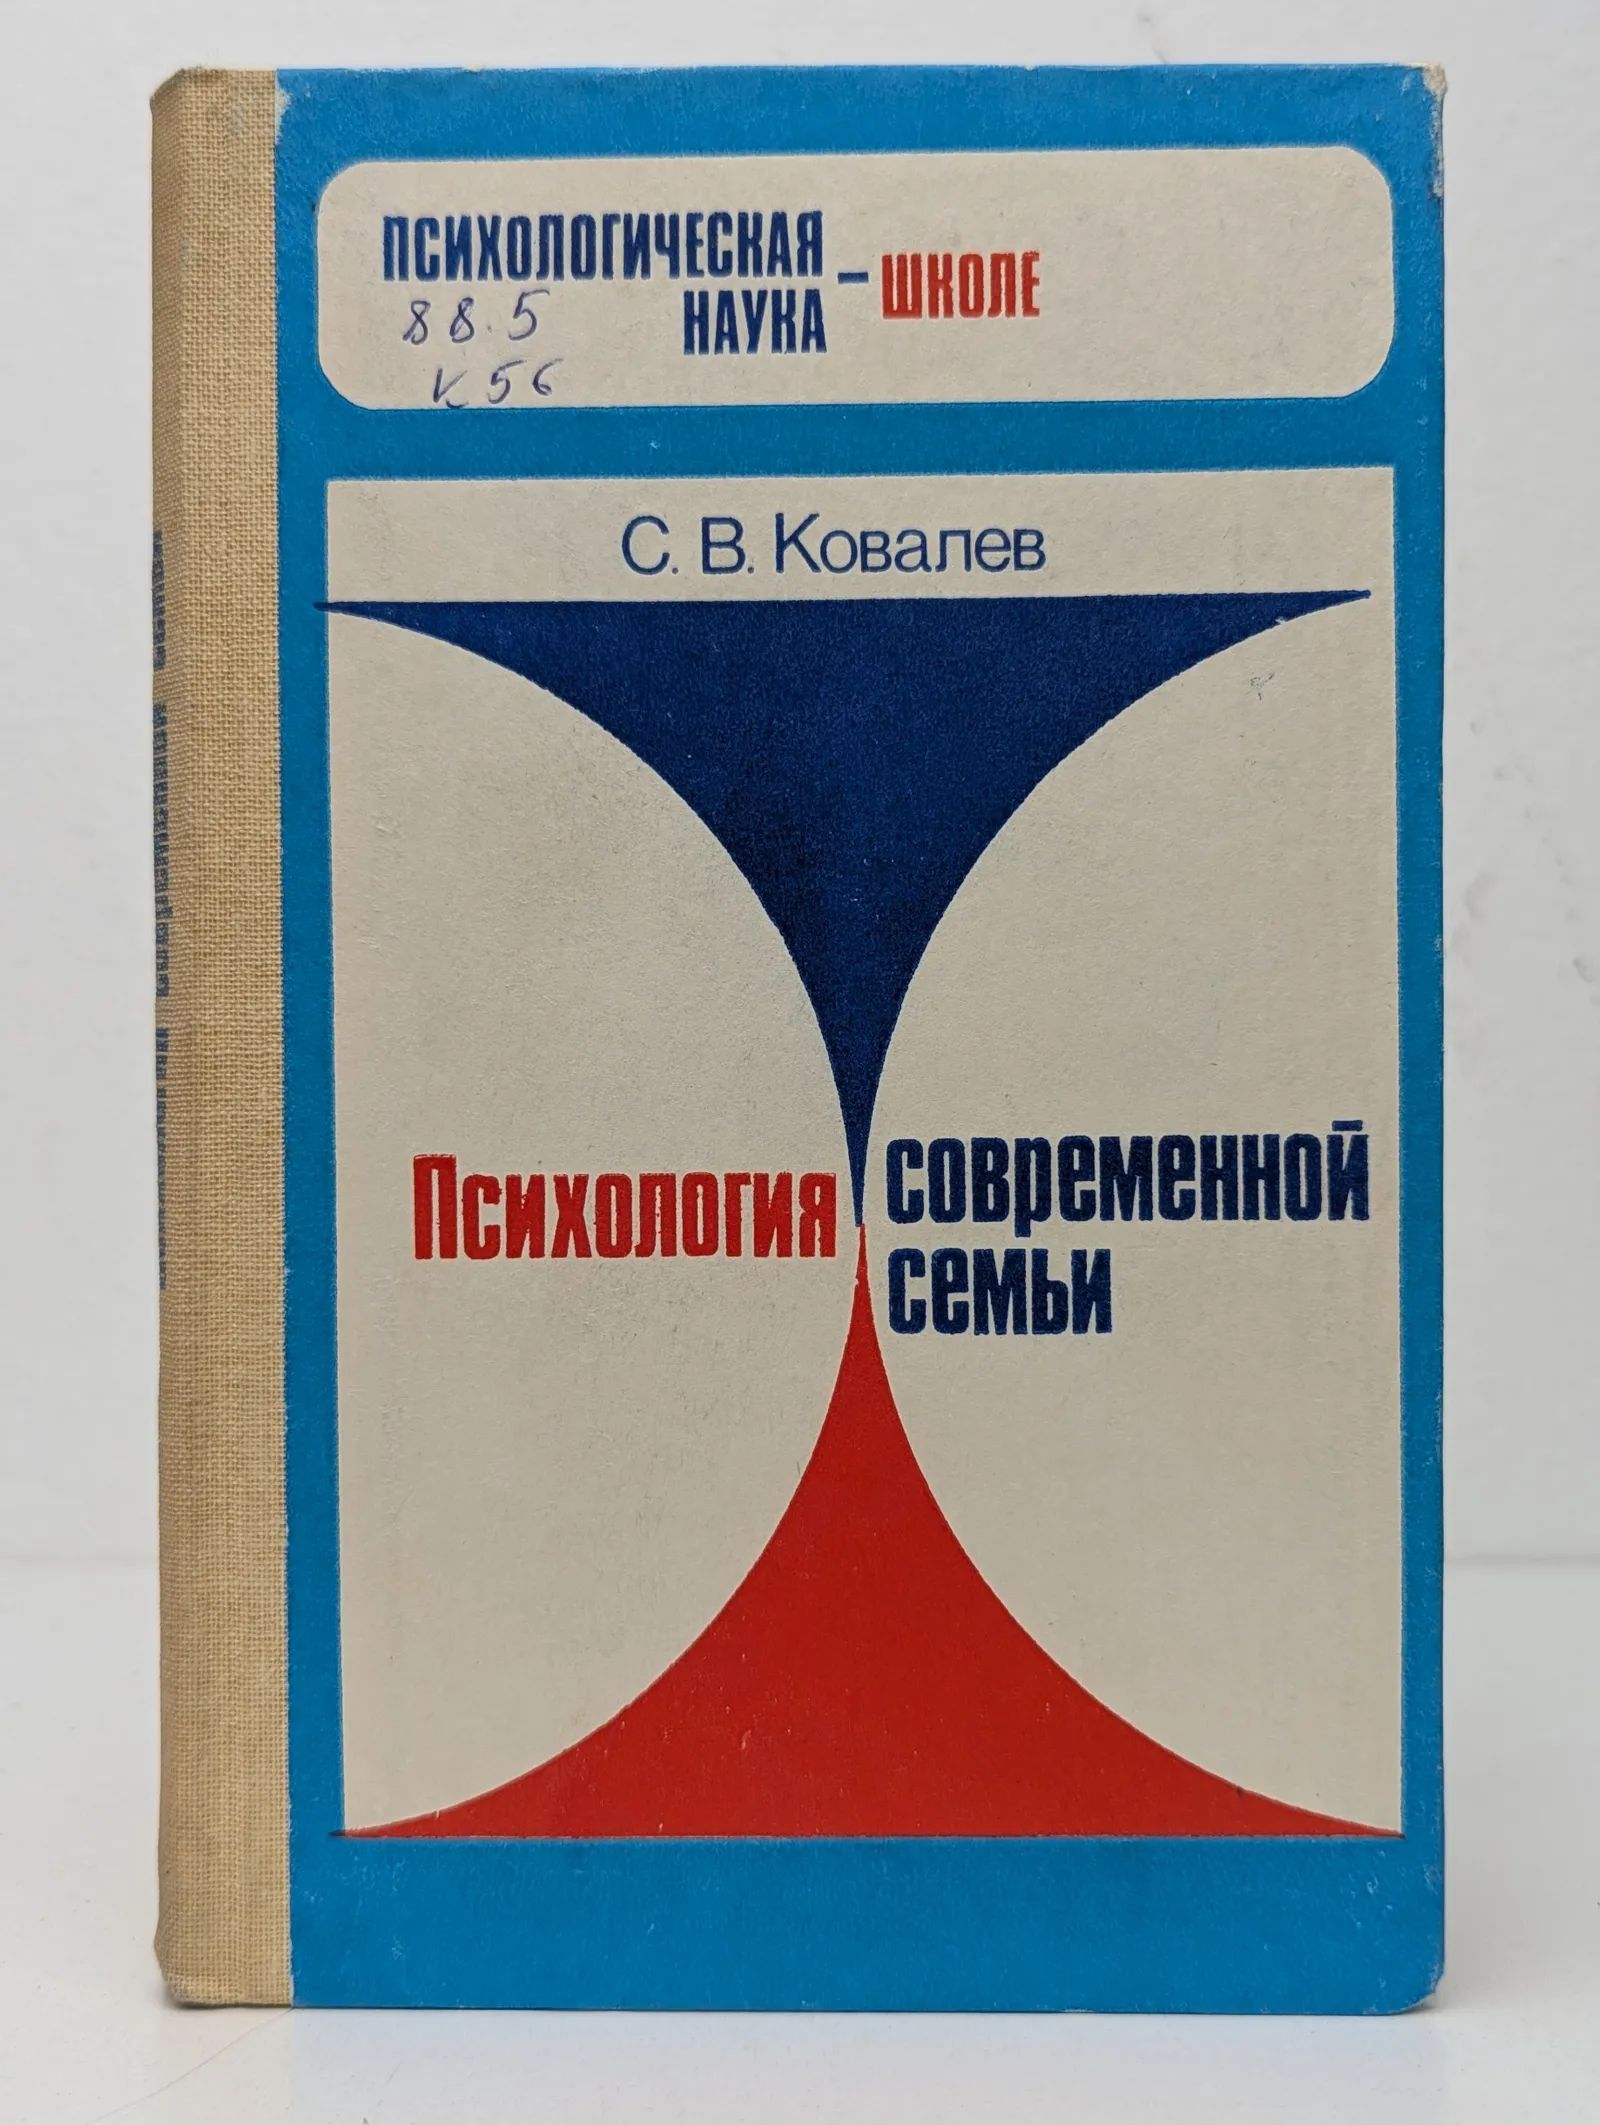 ПСИХОЛОГИЧЕСКАЯ
НАУКА – ШКОЛЕ
88.5
К 56
С. В. Ковалев
Психология современной
семьи